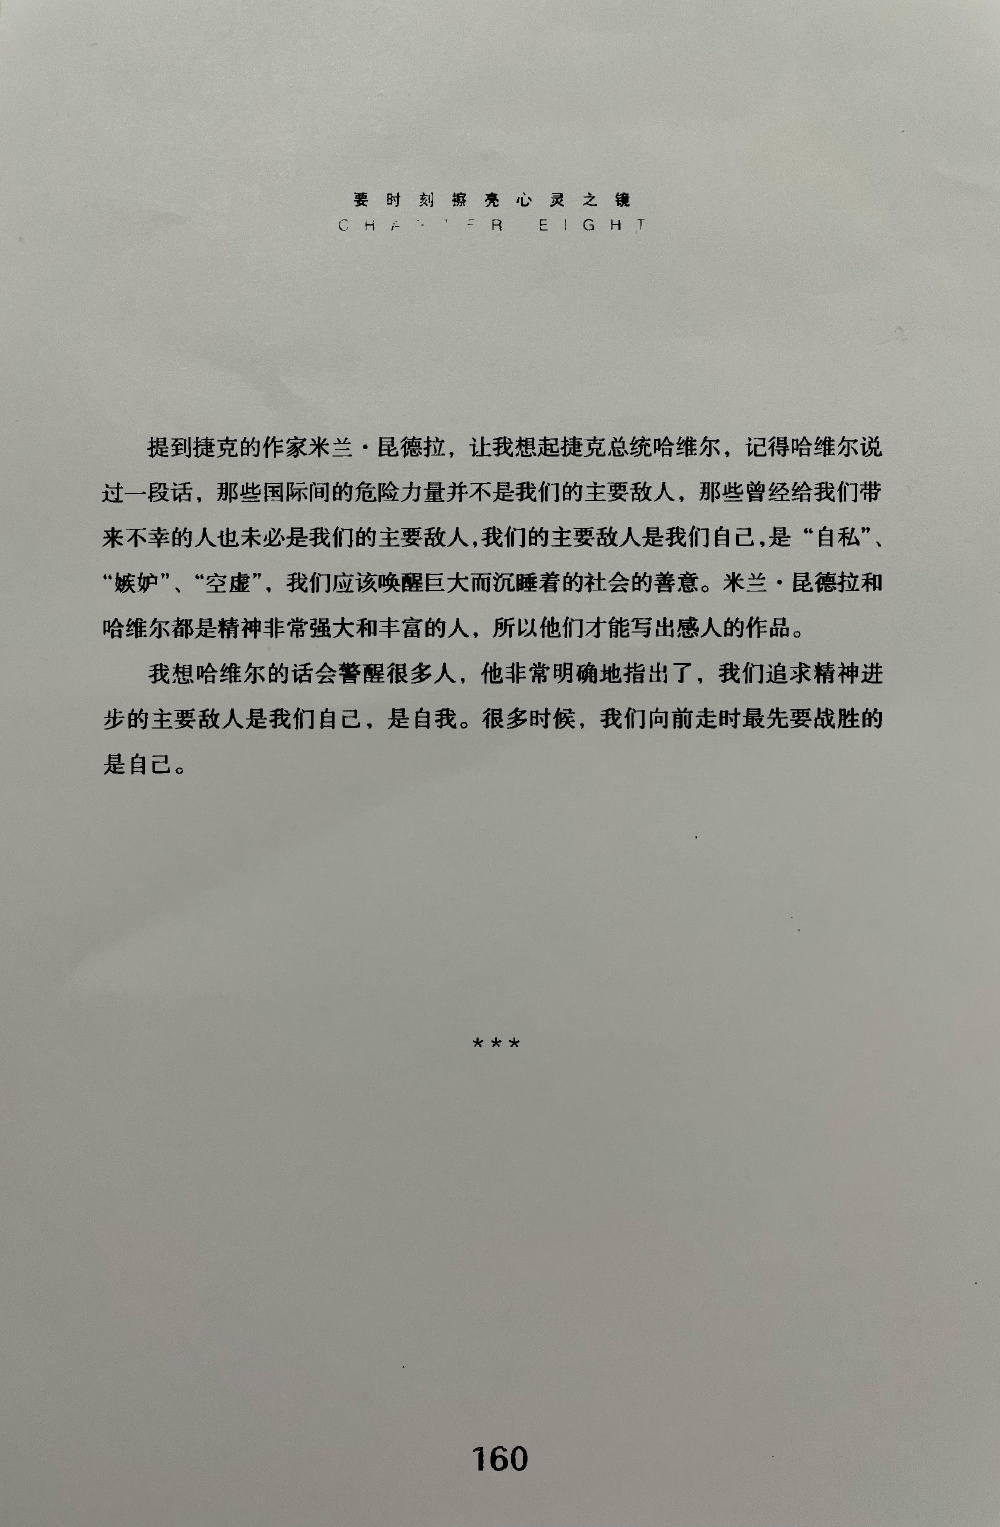 要时刻擦亮心灵之镜
CHAPTER EIGHT
提到捷克的作家米兰·昆德拉，让我想起捷克总统哈维尔，记得哈维尔说
过一段话，那些国际间的危险力量并不是我们的主要敌人，那些曾经给我们带
来不幸的人也未必是我们的主要敌人，我们的主要敌人是我们自己，是“自私”、
“嫉妒”、“空虚”，我们应该唤醒巨大而沉睡着的社会的善意。米兰·昆德拉和
哈维尔都是精神非常强大和丰富的人，所以他们才能写出感人的作品。
我想哈维尔的话会警醒很多人，他非常明确地指出了，我们追求精神进
步的主要敌人是我们自己，是自我。很多时候，我们向前走时最先要战胜的
是自己。
***
160